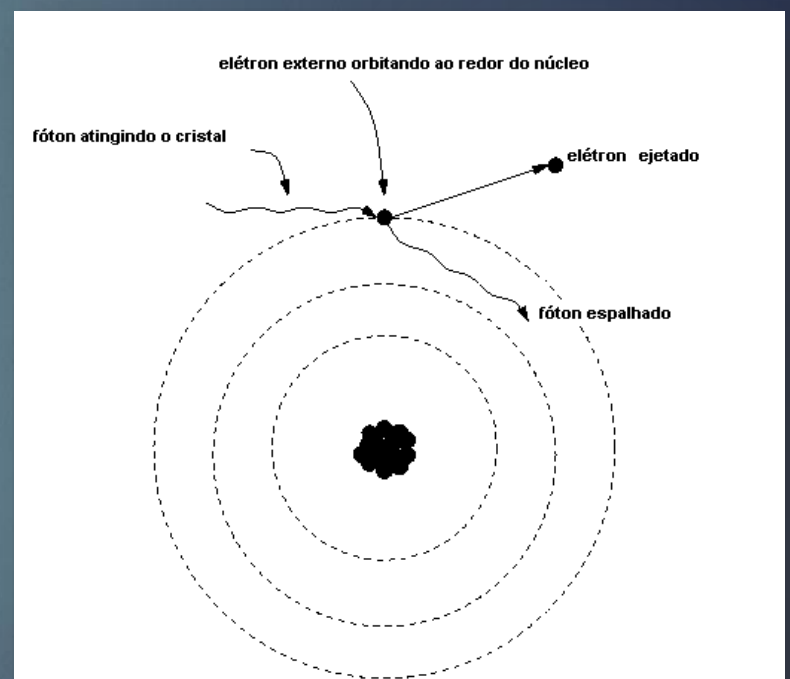 elétron externo orbitando ao redor do núcleo
fóton atingindo o cristal
elétron ejetado
fóton espalhado